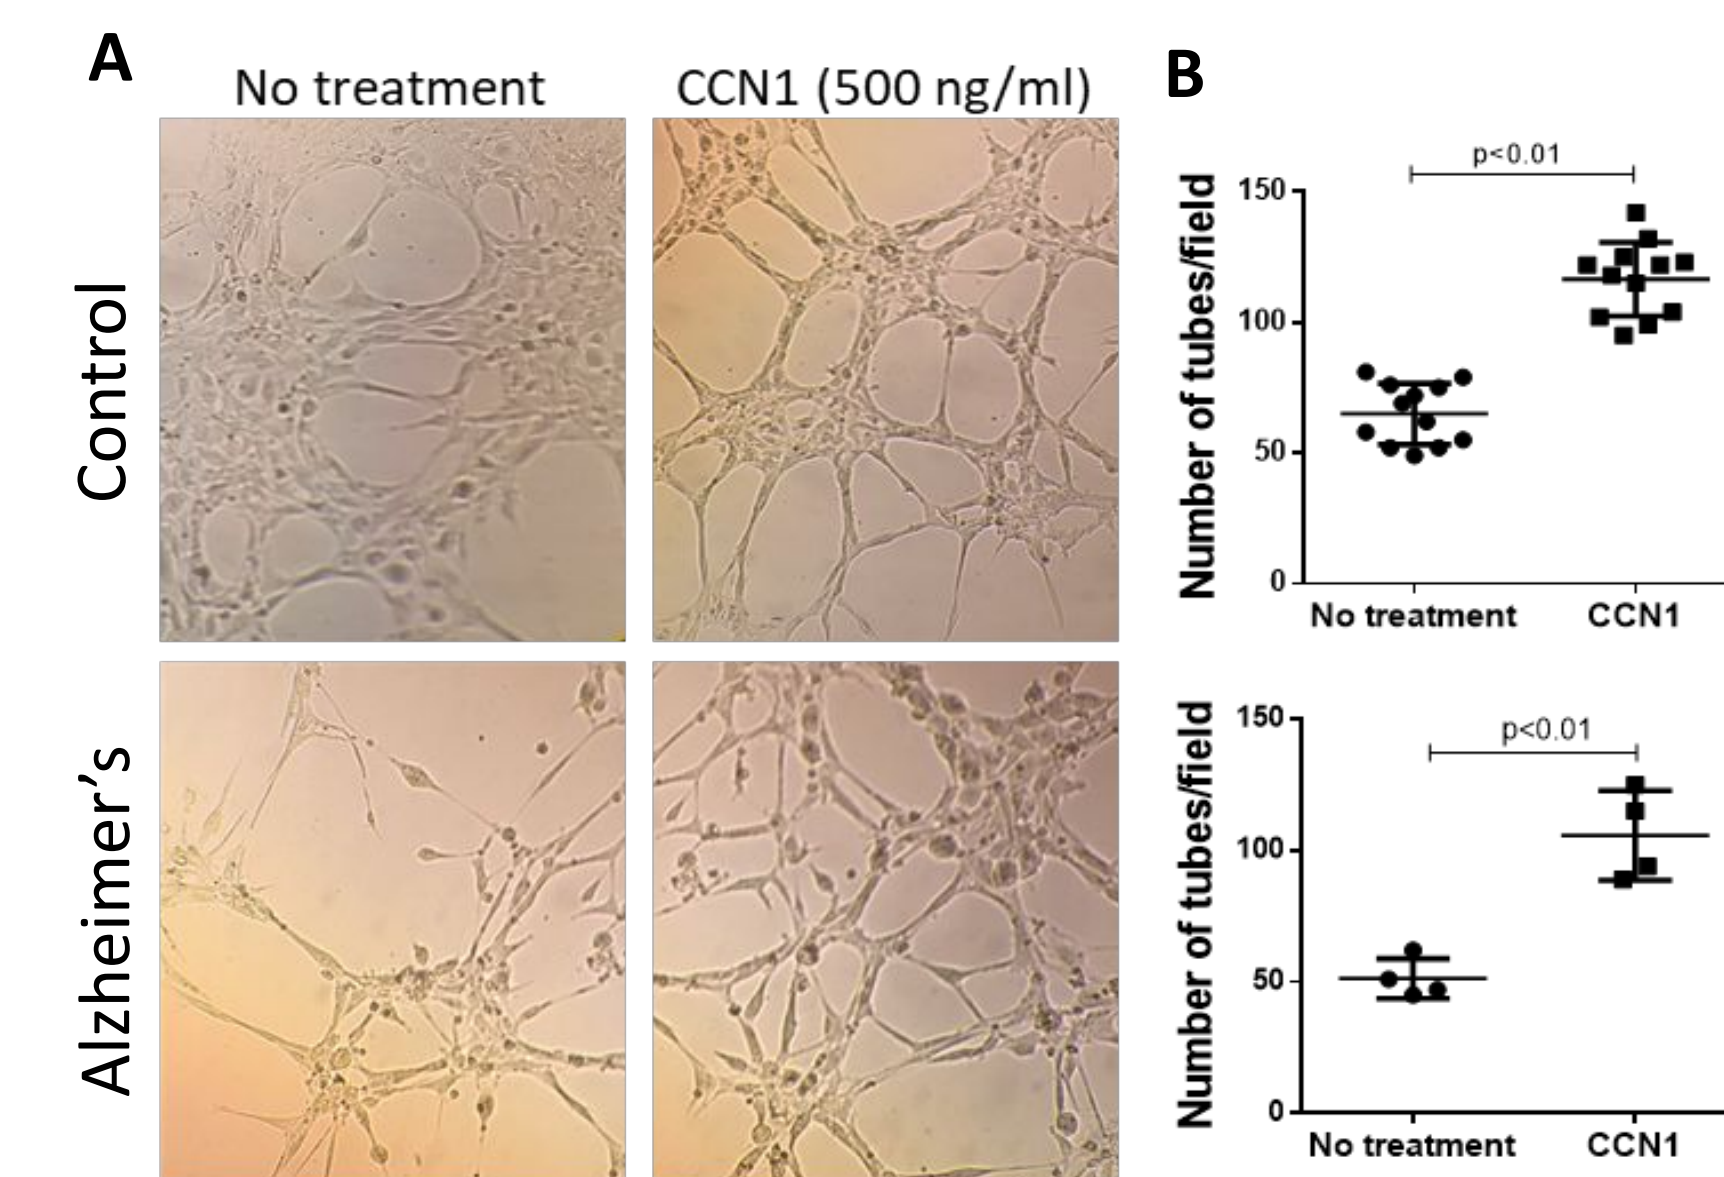 A
No treatment
CCN1 (500 ng/ml)
Control
Alzheimer’s
B
p<0.01
Number of tubes/field
150
100
50
0
No treatment
CCN1
p<0.01
Number of tubes/field
150
100
50
0
No treatment
CCN1